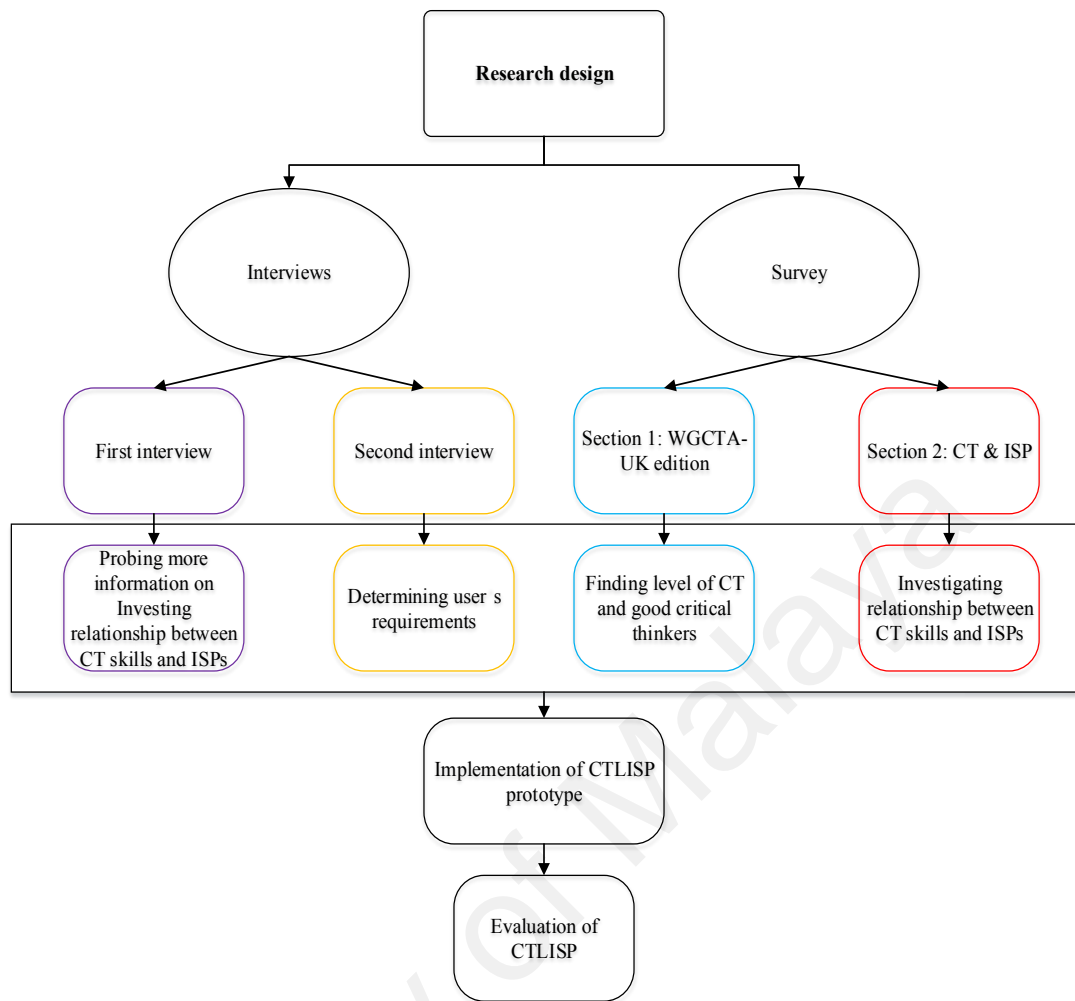 Research design
Interviews
Survey
First interview
Second interview
Section 1: WGCTA-
UK edition
Section 2: CT & ISP
Probing more
information on
Investing
relationship between
CT skills and ISPs
Determining user s
requirements
Finding level of CT
and good critical
thinkers
Investigating
relationship between
CT skills and ISPs
Implementation of CTLISP
prototype
Evaluation of
CTLISP
of Malaya